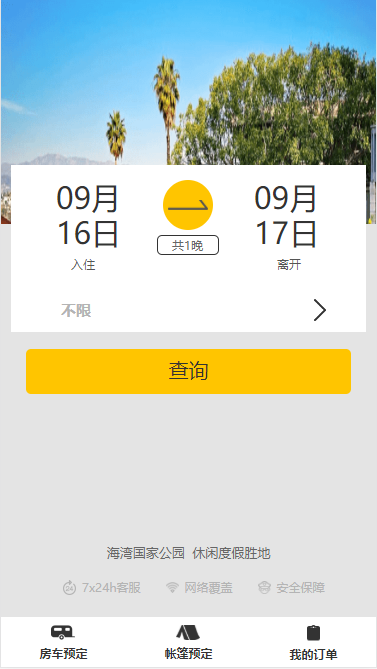 09月 09月
16日 17日
共1晚
入住 离开
不限
查询
海湾国家公园 休闲度假胜地
7x24h客服 网络覆盖 安全保障
房车预定 帐篷预定 我的订单